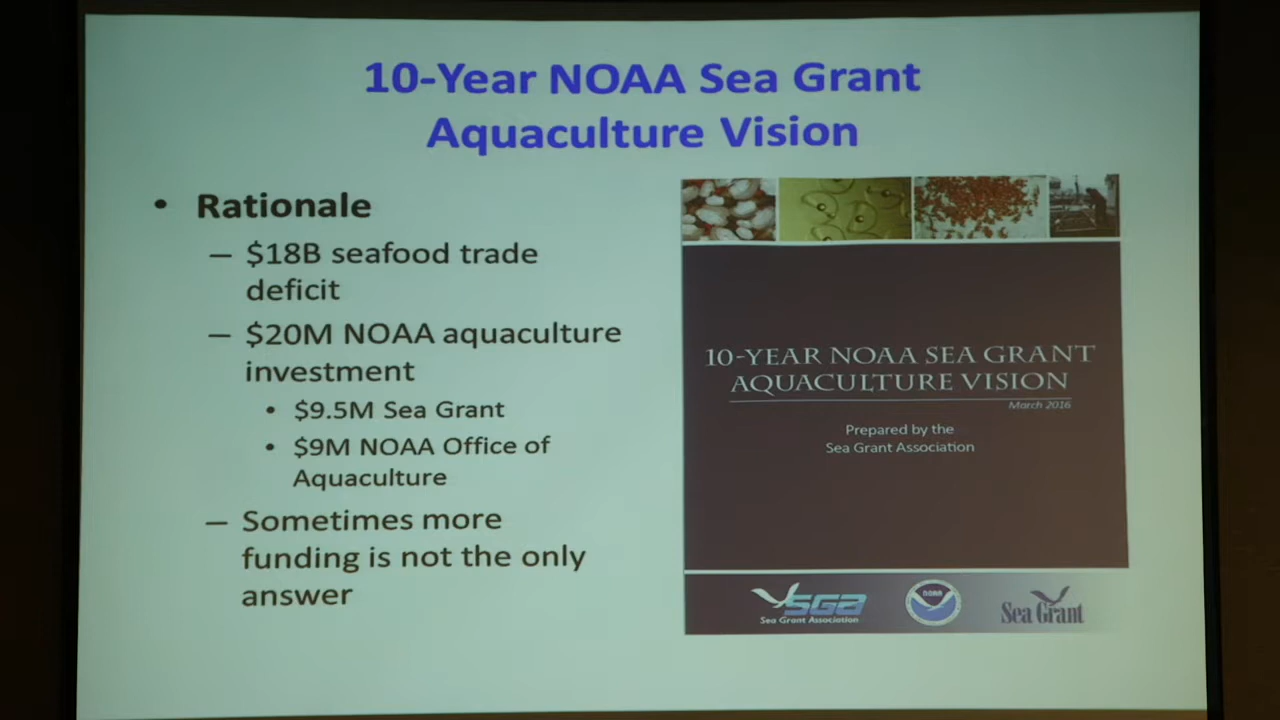 10-Year NOAA Sea Grant
Aquaculture Vision
• Rationale
– $18B seafood trade
deficit
– $20M NOAA aquaculture
investment
• $9.5M Sea Grant
• $9M NOAA Office of
Aquaculture
– Sometimes more
funding is not the only
answer
10-YEAR NOAA SEA GRANT
AQUACULTURE VISION
March 2016
Prepared by the
Sea Grant Association
SGA
Sea Grant Association
NOAA
Sea Grant